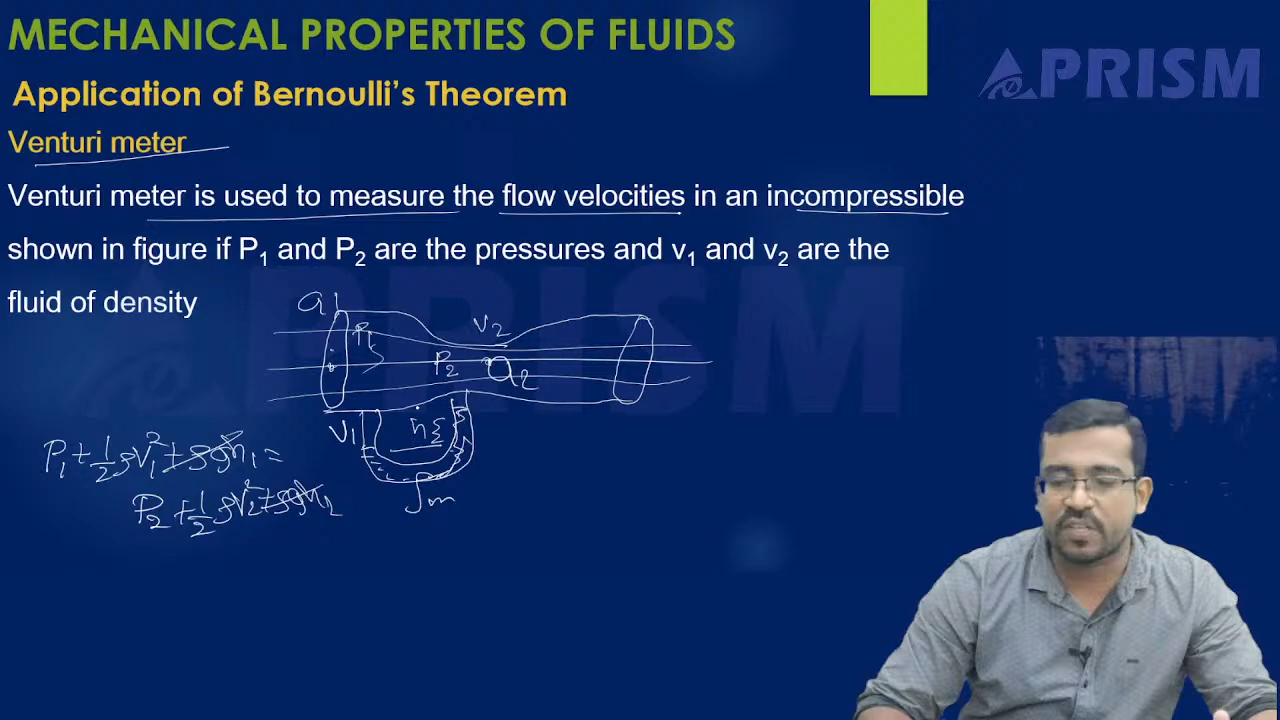 MECHANICAL PROPERTIES OF FLUIDS
PRISM
Application of Bernoulli's Theorem
Venturi meter
Venturi meter is used to measure the flow velocities in an incompressible
shown in figure if P₁ and P₂ are the pressures and v₁ and v₂ are the
fluid of density
a₁
P₁
V₂
P₂
a₂
V₁
h
ρm
P₁ + 1/2 ρV₁² + ρgh₁ =
P₂ + 1/2 ρV₂² + ρgh₂